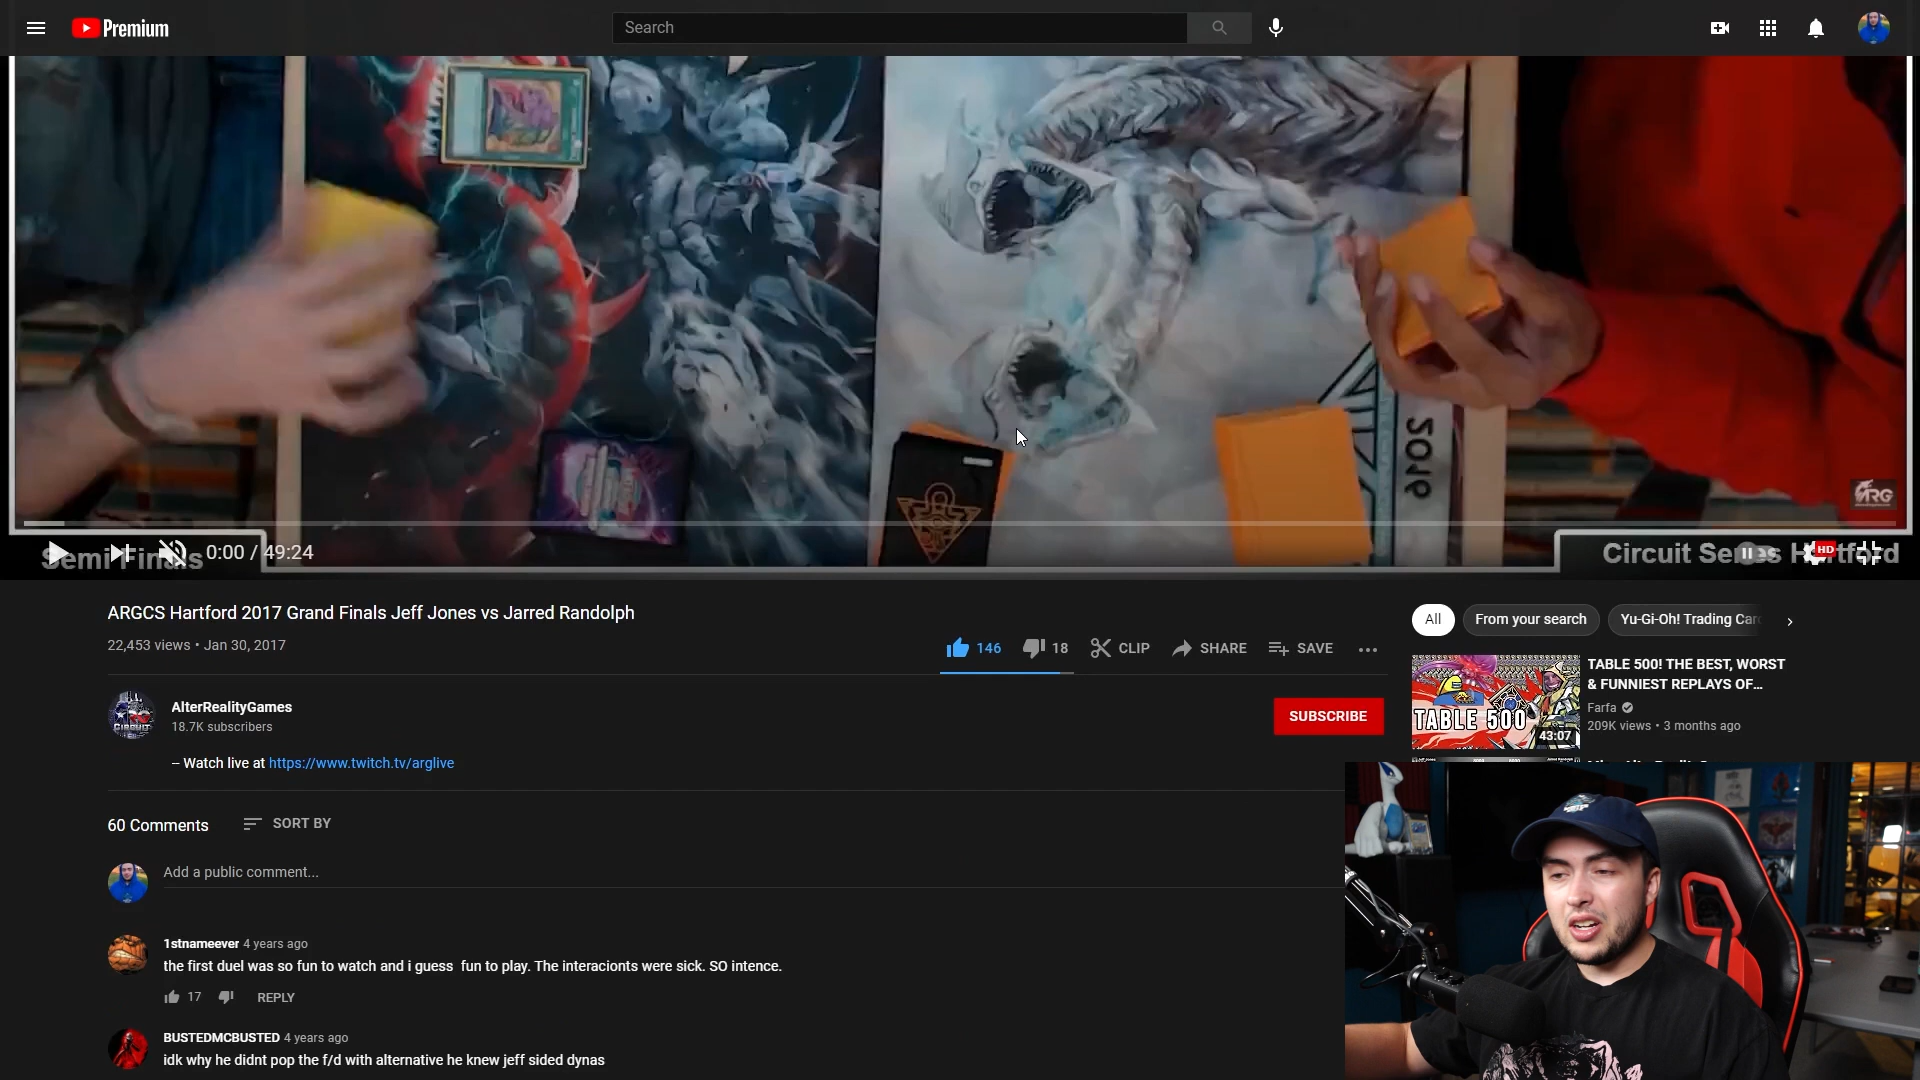 Premium
Search
2016
ARG
Semi Finals
0:00 / 49:24
HD
ARGCS Hartford 2017 Grand Finals Jeff Jones vs Jarred Randolph
22,453 views • Jan 30, 2017
146
18
CLIP
SHARE
SAVE
AlterRealityGames
18.7K subscribers
SUBSCRIBE
– Watch live at https://www.twitch.tv/arglive
60 Comments
SORT BY
Add a public comment...
1stnameever 4 years ago
the first duel was so fun to watch and i guess fun to play. The interacionts were sick. SO intence.
17
REPLY
BUSTEDMCBUSTED 4 years ago
idk why he didnt pop the f/d with alternative he knew jeff sided dynas
All
From your search
Yu-Gi-Oh! Trading Car
TABLE 500
43:07
TABLE 500! THE BEST, WORST
& FUNNIEST REPLAYS OF...
Farfa
209K views • 3 months ago